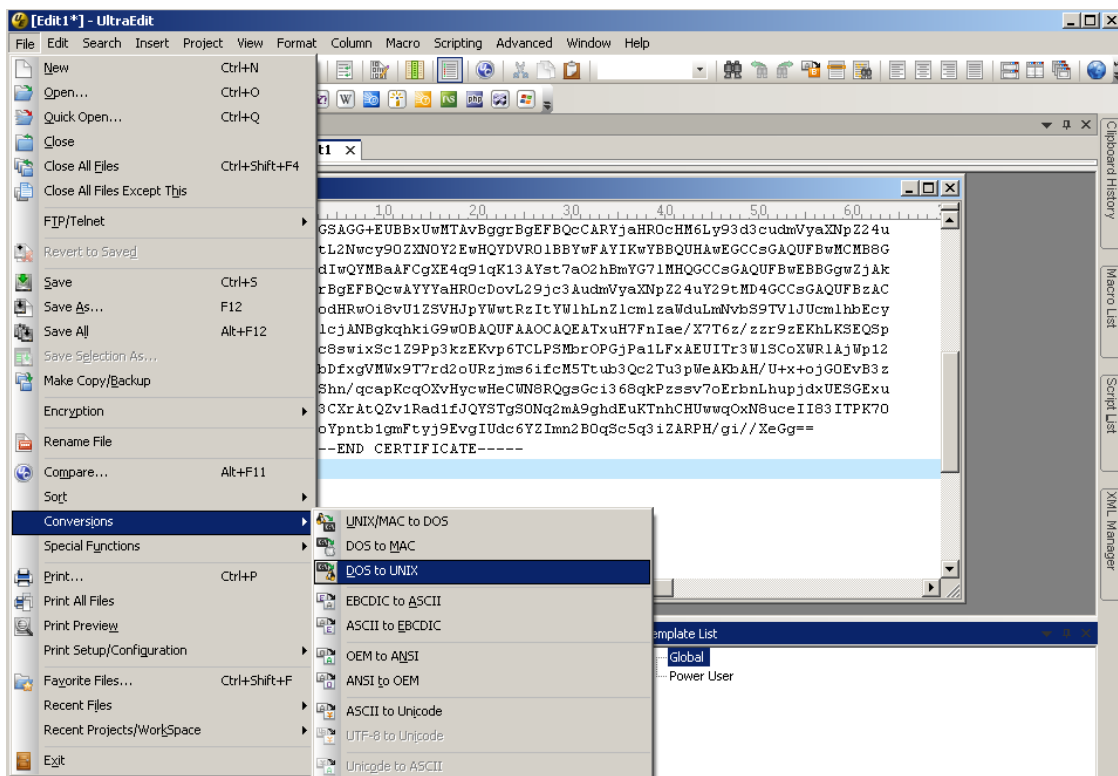 [Edit1*] - UltraEdit
File Edit Search Insert Project View Format Column Macro Scripting Advanced Window Help
New Ctrl+N
Open... Ctrl+O
Quick Open... Ctrl+Q
Close
Close All Files Ctrl+Shift+F4
Close All Files Except This
FTP/Telnet
Revert to Saved
Save Ctrl+S
Save As... F12
Save All Alt+F12
Save Selection As...
Make Copy/Backup
Encryption
Rename File
Compare... Alt+F11
Sort
Conversions
Special Functions
Print... Ctrl+P
Print All Files
Print Preview
Print Setup/Configuration
Favorite Files... Ctrl+Shift+F
Recent Files
Recent Projects/WorkSpace
Exit
UNIX/MAC to DOS
DOS to MAC
DOS to UNIX
EBCDIC to ASCII
ASCII to EBCDIC
OEM to ANSI
ANSI to OEM
ASCII to Unicode
UTF-8 to Unicode
Unicode to ASCII
t1
10 20 30 40 50 60
GSAGG+EUBBxUwMTAvBggrBgEFBQcCARYjaHR0cHM6Ly93d3cudmVyaXNpZ24u
tL2Nwcy90ZXN0Y2EwHQYDVR0lBBYwFAYIKwYBBQUHAwEGCCsGAQUFBwMCMB8G
dIwQYMBaAFCgXE4q91qK13AYst7aO2hBmYG71MHQGCCsGAQUFBwEBBGgwZjAk
rBgEFBQcwAYYYaHR0cDovL29jc3AudmVyaXNpZ24uY29tMD4GCCsGAQUFBzAC
odHRwOi8vU1ZSVHJpYWwtRzItYWlhLnZlcmlzaWduLmNvbS9TVlJUcmlhbEcy
lcjANBgkqhkiG9w0BAQUFAAOCAQEATxuH7FnIae/X7T6z/zzr9zEKhLKSEQSp
c8swixSc1Z9Pp3kzEKvp6TCLPSMbrOPGjPa1LFxAEUITr3W1SCoXWR1AjWp12
bDfxgVMWx9T7rd2oURzjms6ifcM5Ttub3Qc2Tu3pWeAKbAH/U+x+ojGOEvB3z
Shn/qcapKcqOXvHycwHeCWN8RQgsGci368qkPzssv7oErbnLhupjdxUESGExu
3CXrAtQZv1Rad1fJQYSTgSONq2mA9ghdEuKTnhCHUwwqOxN8uceII83ITPK7O
oYpntb1gmFtyj9EvgIUdc6YZImn2BOqSc5q3iZARPH/gi//XeGg==
--END CERTIFICATE-----
Clipboard History
Macro List
Script List
XML Manager
emplate List
Global
Power User